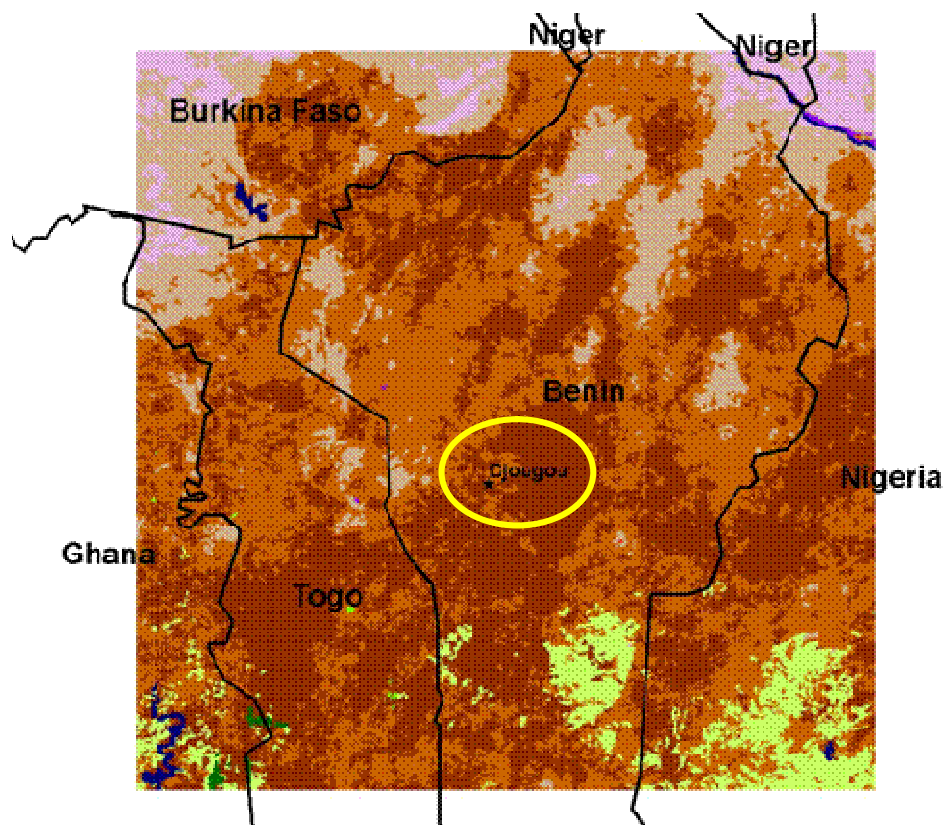 Niger
Niger
Burkina Faso
Benin
Djougou
Nigeria
Ghana
Togo